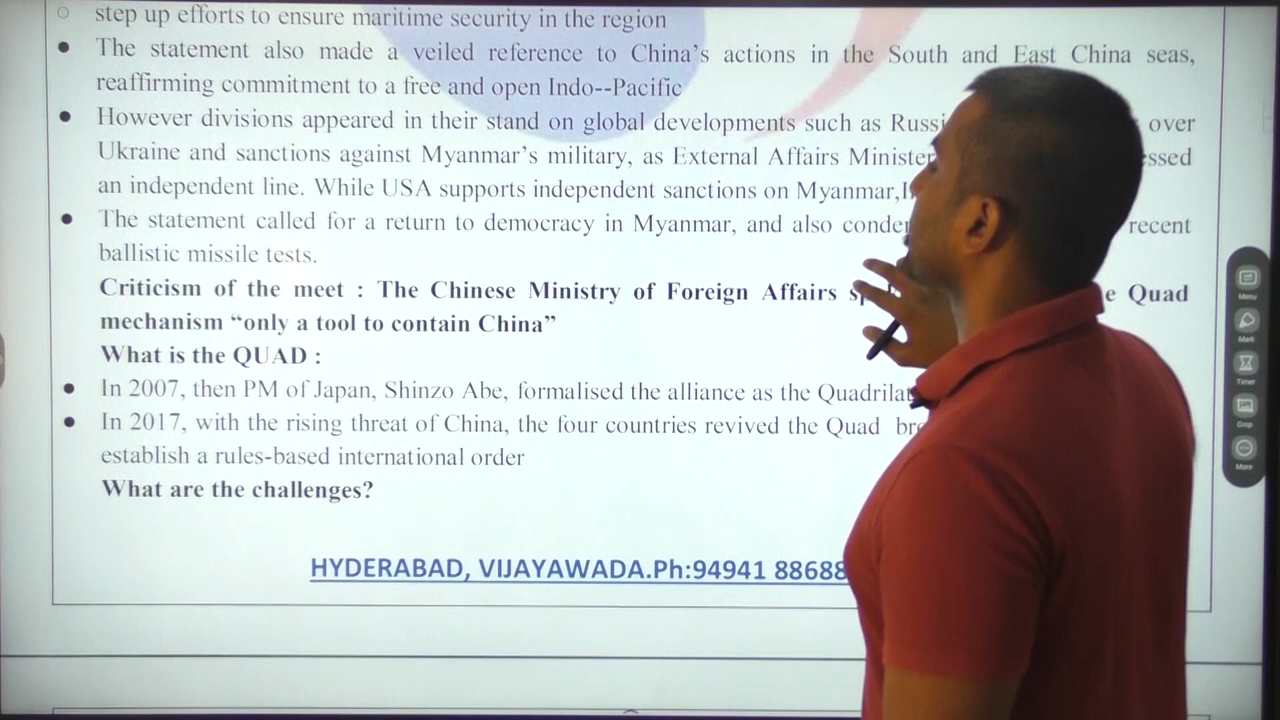 ○ step up efforts to ensure maritime security in the region
● The statement also made a veiled reference to China's actions in the South and East China seas,
reaffirming commitment to a free and open Indo--Pacific
● However divisions appeared in their stand on global developments such as over
Ukraine and sanctions against Myanmar's military, as External Affairs Minister
an independent line. While USA supports independent sanctions on Myanmar,
● The statement called for a return to democracy in Myanmar, and also recent
ballistic missile tests.
Criticism of the meet : The Chinese Ministry of Foreign Affairs Quad
mechanism “only a tool to contain China”
What is the QUAD :
● In 2007, then PM of Japan, Shinzo Abe, formalised the alliance as the
● In 2017, with the rising threat of China, the four countries revived the Quad
establish a rules-based international order
What are the challenges?
HYDERABAD, VIJAYAWADA.Ph:94941 88688
Menu
Mark
Timer
Crop
More